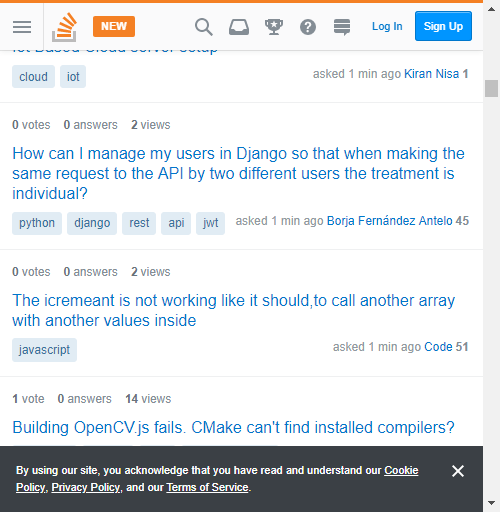 NEW
Log In
Sign Up
IoT Based Cloud server setup
cloud iot
asked 1 min ago Kiran Nisa 1
0 votes 0 answers 2 views
How can I manage my users in Django so that when making the
same request to the API by two different users the treatment is
individual?
python django rest api jwt
asked 1 min ago Borja Fernández Antelo 45
0 votes 0 answers 2 views
The icremeant is not working like it should,to call another array
with another values inside
javascript
asked 1 min ago Code 51
1 vote 0 answers 14 views
Building OpenCV.js fails. CMake can't find installed compilers?
By using our site, you acknowledge that you have read and understand our Cookie
Policy, Privacy Policy, and our Terms of Service.